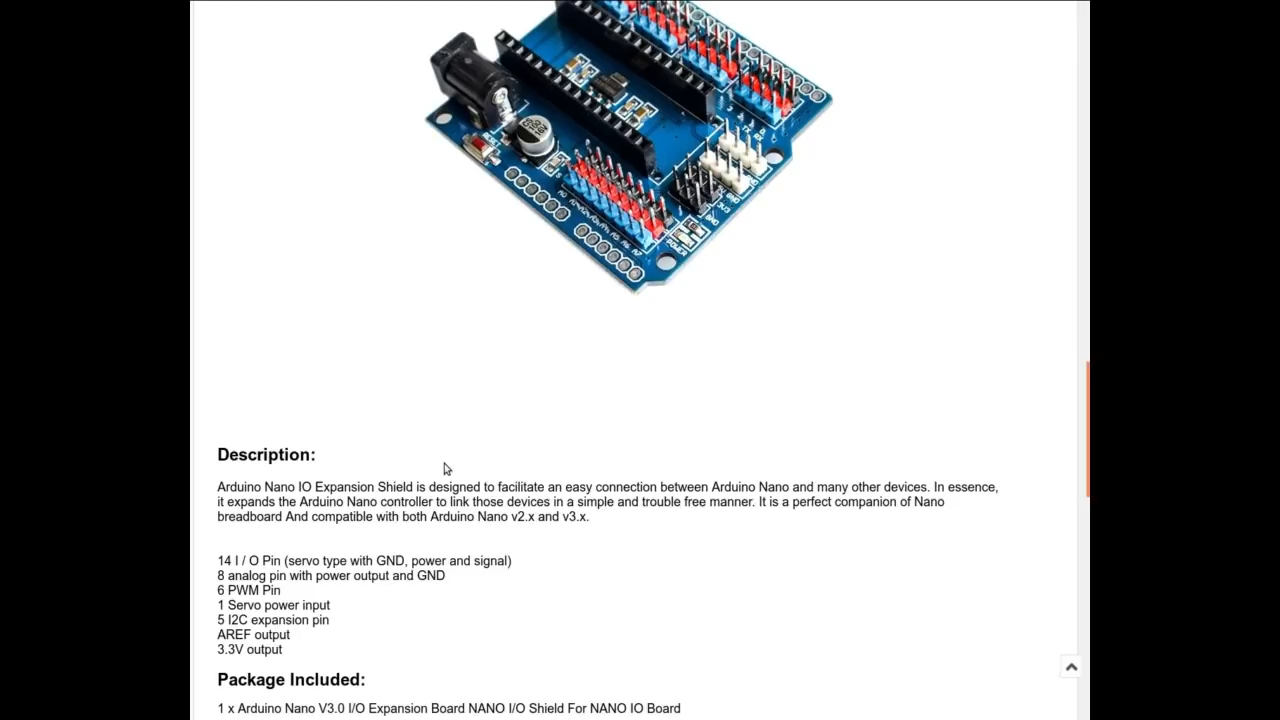 RESET
POWER
GND
3V3
GND
Description:
Arduino Nano IO Expansion Shield is designed to facilitate an easy connection between Arduino Nano and many other devices. In essence,
it expands the Arduino Nano controller to link those devices in a simple and trouble free manner. It is a perfect companion of Nano
breadboard And compatible with both Arduino Nano v2.x and v3.x.
14 I / O Pin (servo type with GND, power and signal)
8 analog pin with power output and GND
6 PWM Pin
1 Servo power input
5 I2C expansion pin
AREF output
3.3V output
Package Included:
1 x Arduino Nano V3.0 I/O Expansion Board NANO I/O Shield For NANO IO Board